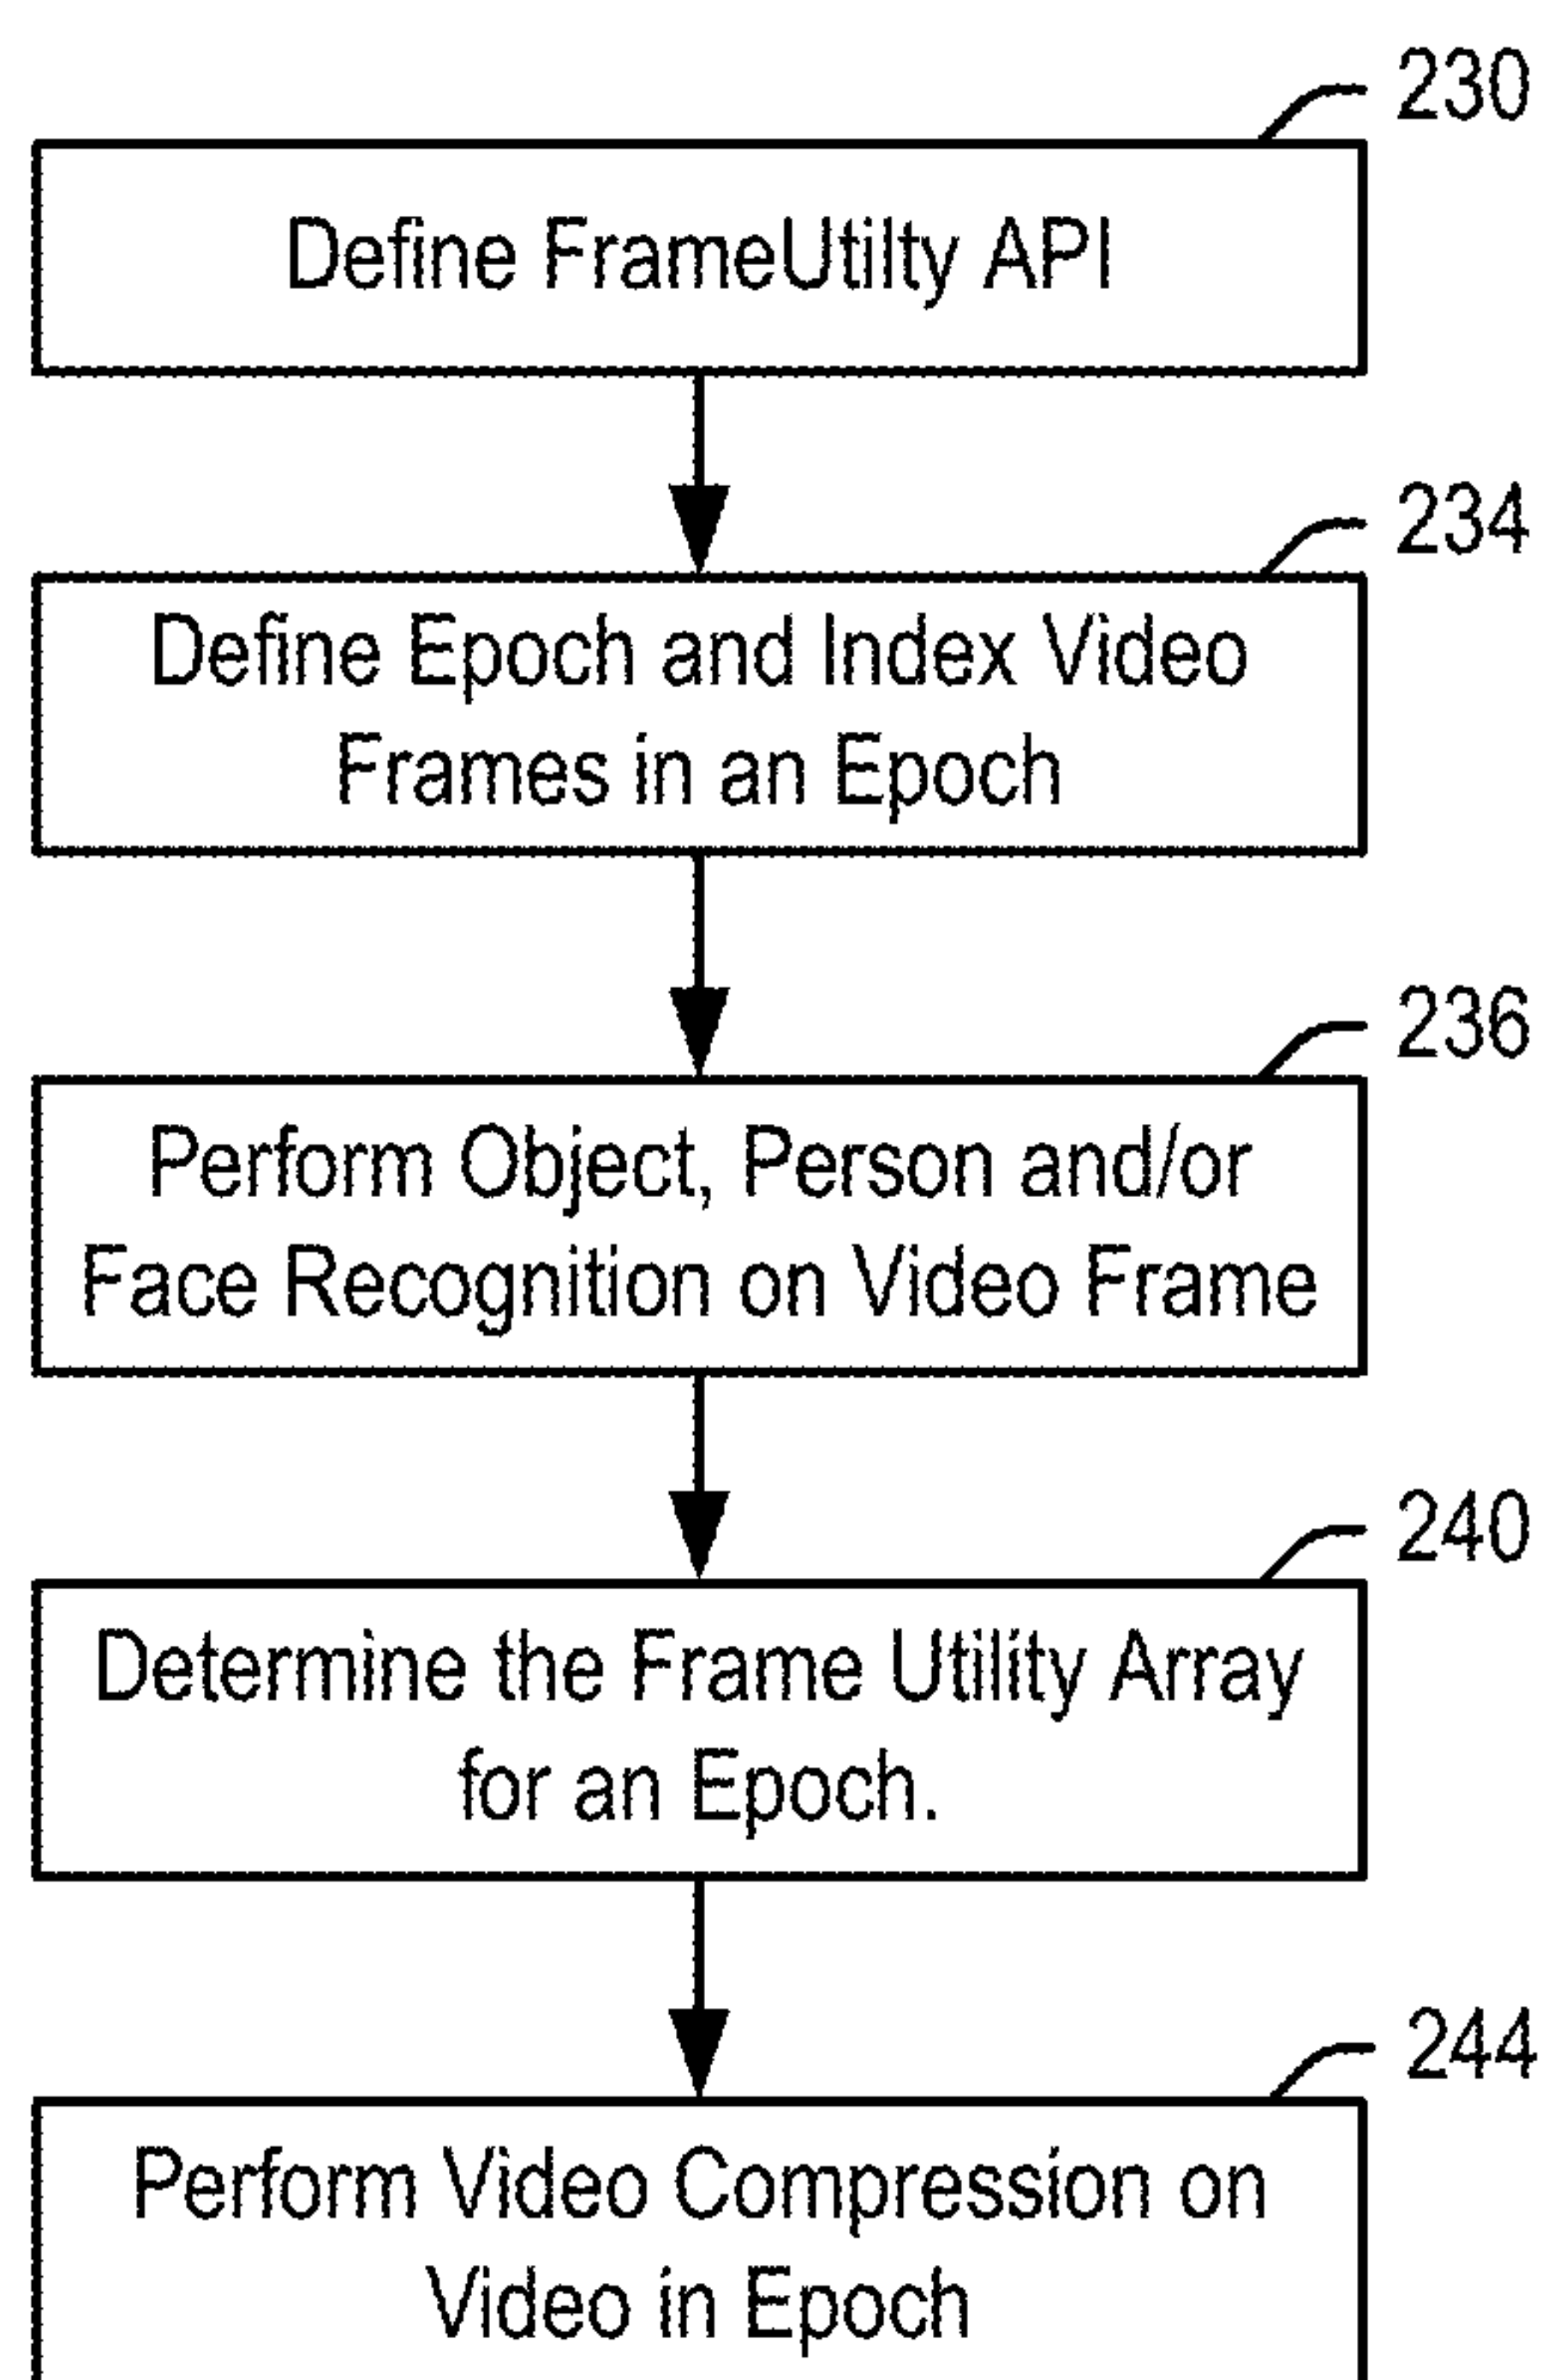 230
Define FrameUtilty API
234
Define Epoch and Index Video
Frames in an Epoch
236
Perform Object, Person and/or
Face Recognition on Video Frame
240
Determine the Frame Utility Array
for an Epoch.
244
Perform Video Compression on
Video in Epoch